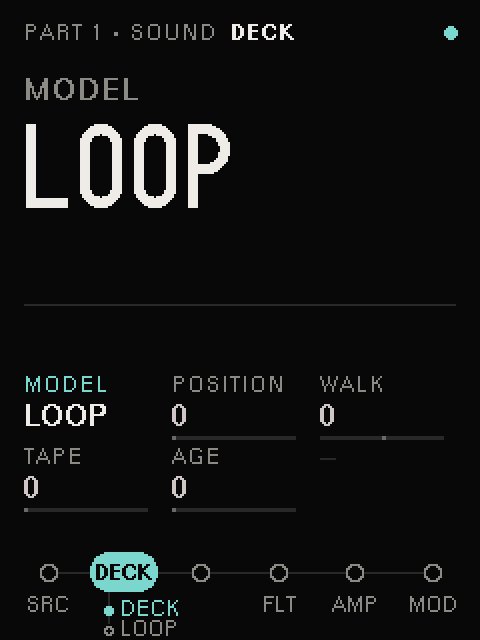 PART 1 · SOUND DECK
MODEL
LOOP
MODEL POSITION WALK
LOOP 0 0
TAPE AGE —
0 0
DECK
SRC DECK FLT AMP MOD
LOOP